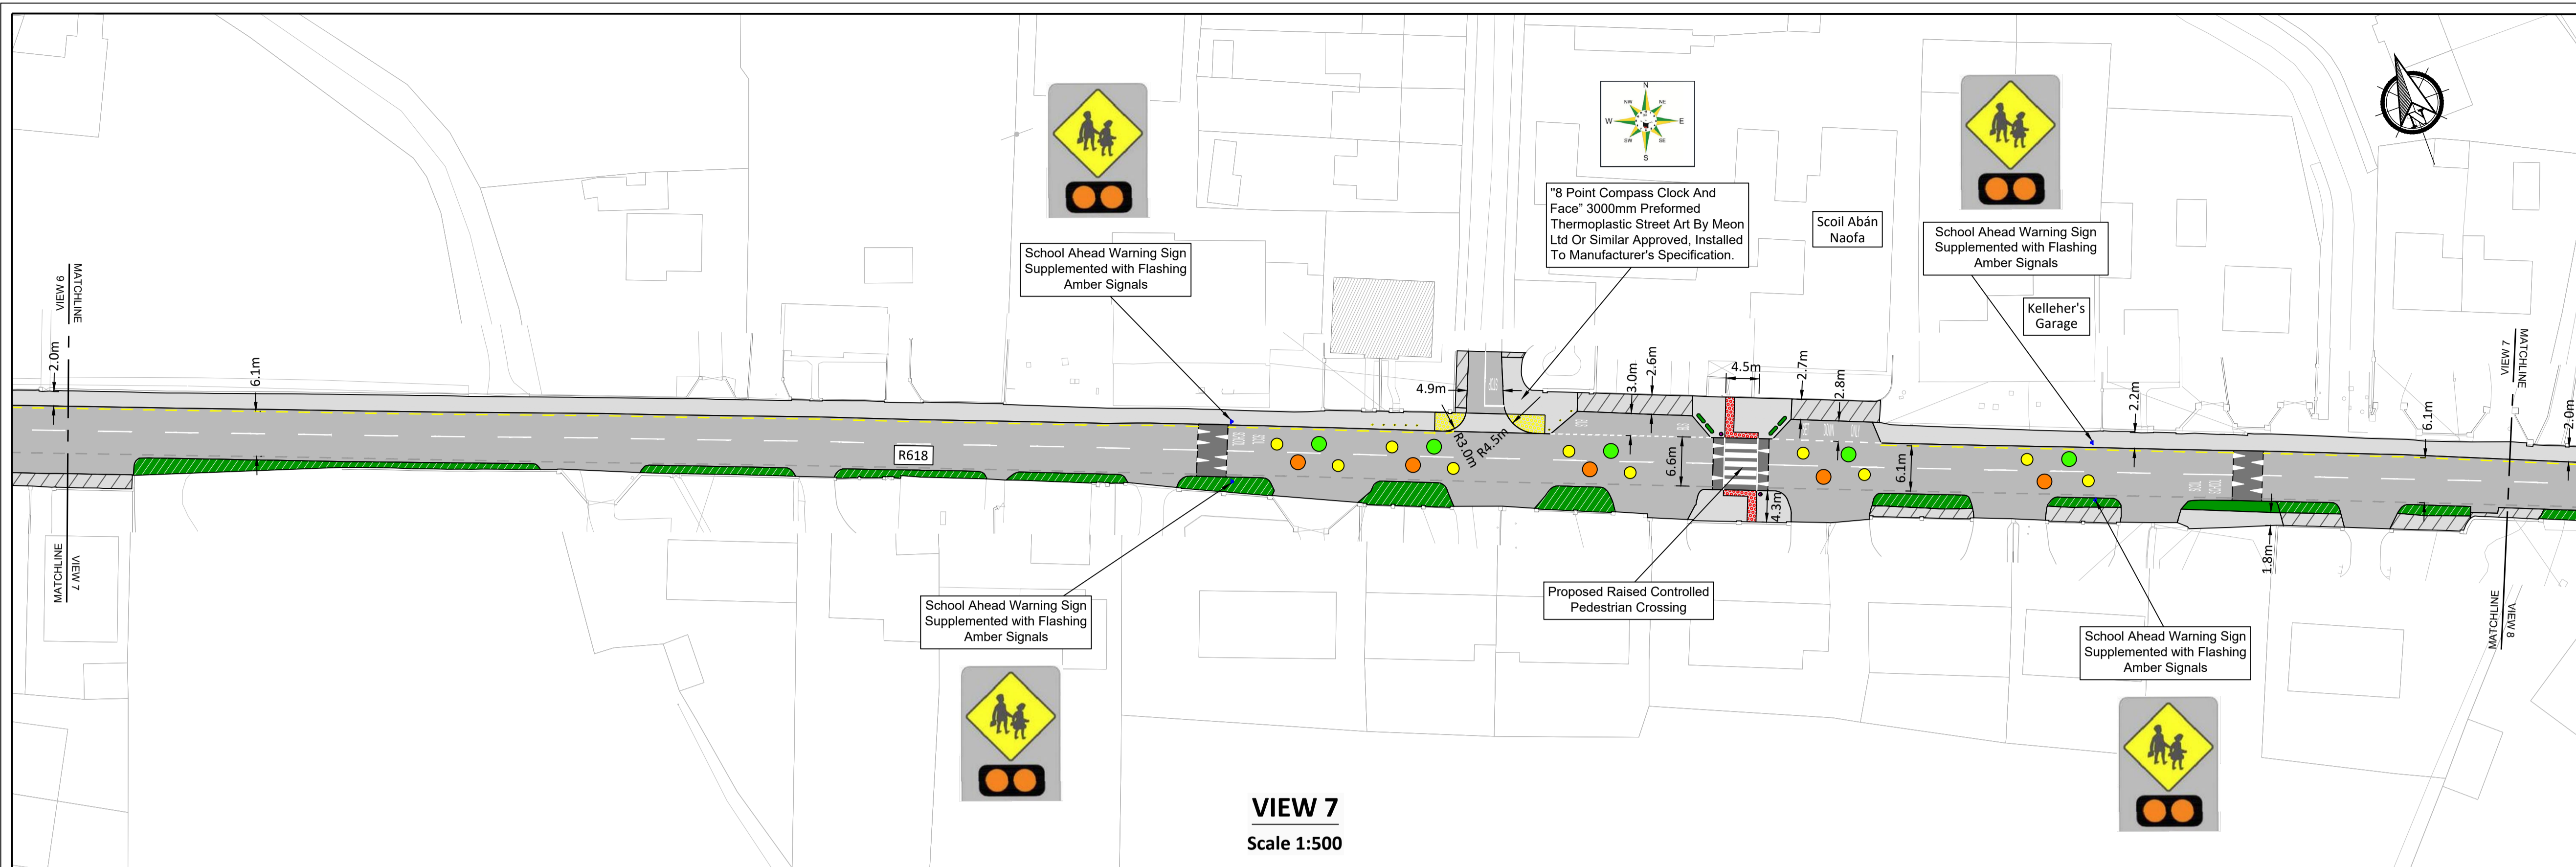 N
NW
NE
W
E
SW
SE
S
"8 Point Compass Clock And
Face" 3000mm Preformed
Thermoplastic Street Art By Meon
Ltd Or Similar Approved, Installed
To Manufacturer's Specification.
Scoil Abán
Naofa
School Ahead Warning Sign
Supplemented with Flashing
Amber Signals
School Ahead Warning Sign
Supplemented with Flashing
Amber Signals
Kelleher's
Garage
VIEW 6
MATCHLINE
MATCHLINE
VIEW 7
2.0m
6.1m
4.9m
R3.0m
R4.5m
3.0m
2.6m
4.5m
2.7m
2.8m
2.2m
6.1m
2.0m
R618
6.6m
6.1m
4.3m
1.8m
MATCHLINE
VIEW 7
MATCHLINE
VIEW 8
School Ahead Warning Sign
Supplemented with Flashing
Amber Signals
Proposed Raised Controlled
Pedestrian Crossing
School Ahead Warning Sign
Supplemented with Flashing
Amber Signals
VIEW 7
Scale 1:500